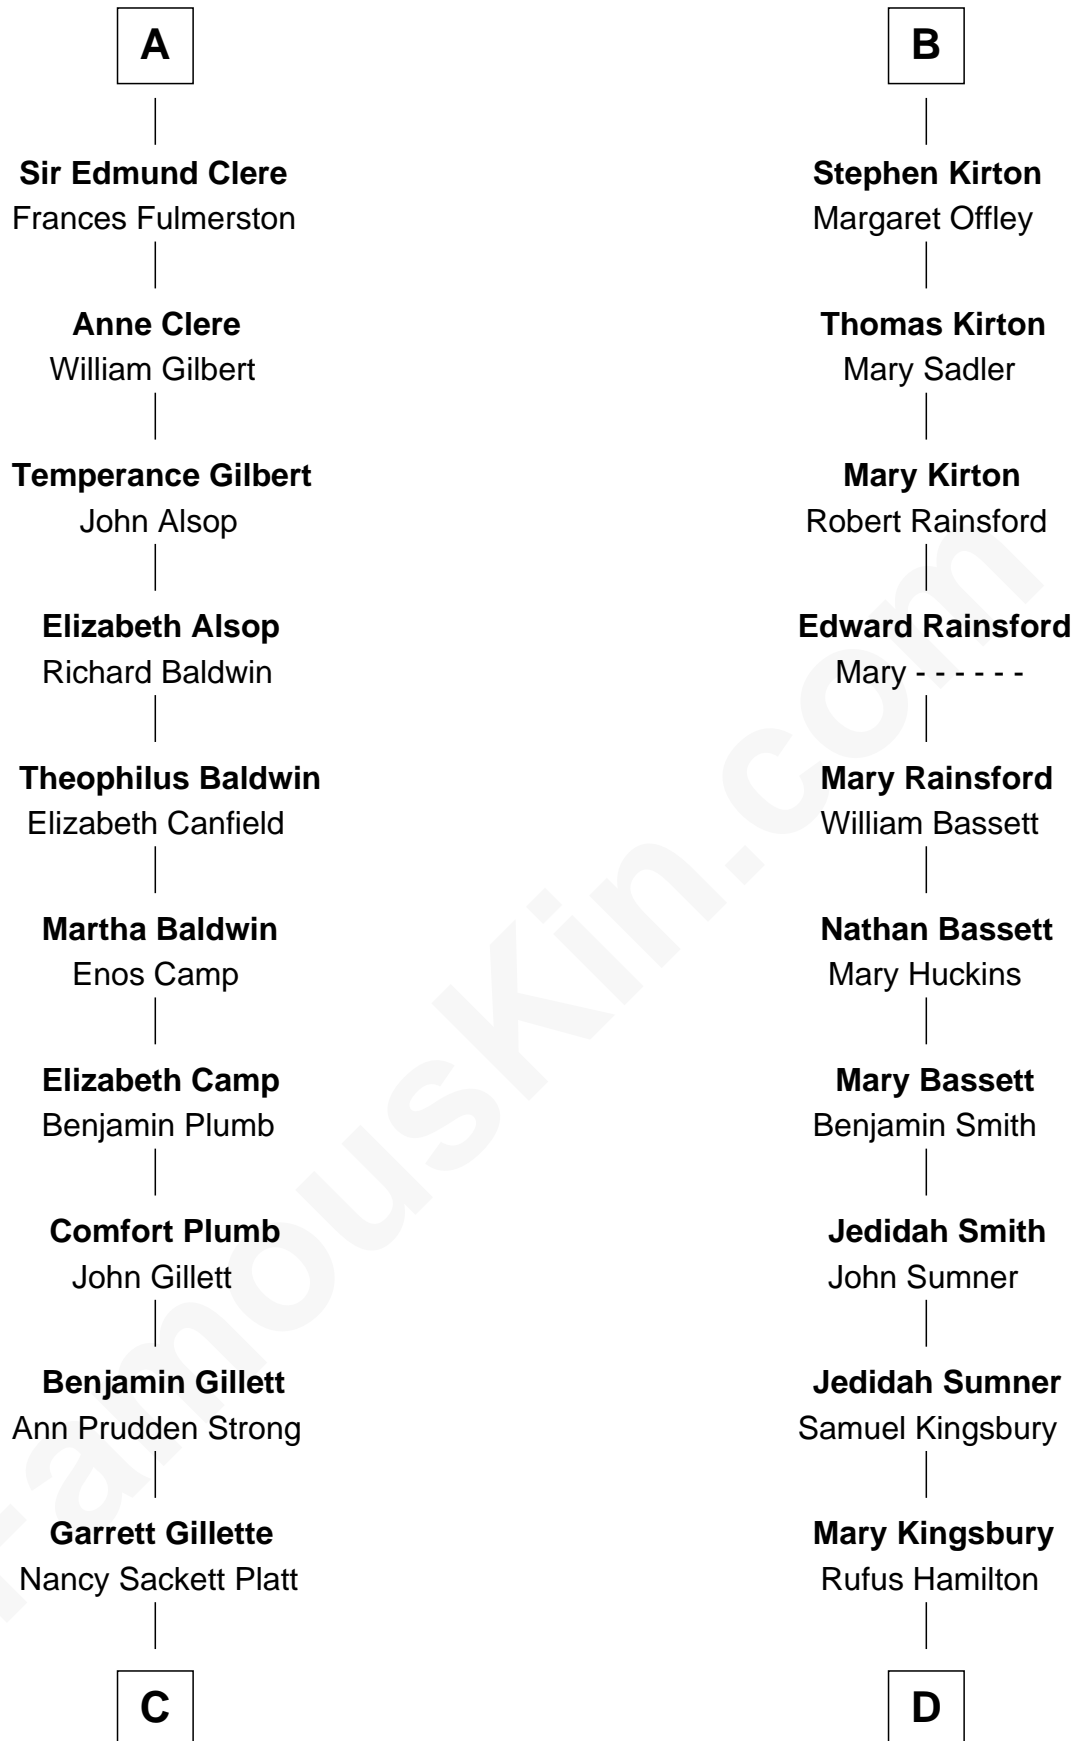 A
Sir Edmund Clere
Frances Fulmerston
Anne Clere
William Gilbert
Temperance Gilbert
John Alsop
Elizabeth Alsop
Richard Baldwin
Theophilus Baldwin
Elizabeth Canfield
Martha Baldwin
Enos Camp
Elizabeth Camp
Benjamin Plumb
Comfort Plumb
John Gillett
Benjamin Gillett
Ann Prudden Strong
Garrett Gillette
Nancy Sackett Platt
C
B
Stephen Kirton
Margaret Offley
Thomas Kirton
Mary Sadler
Mary Kirton
Robert Rainsford
Edward Rainsford
Mary - - - - - -
Mary Rainsford
William Bassett
Nathan Bassett
Mary Huckins
Mary Bassett
Benjamin Smith
Jedidah Smith
John Sumner
Jedidah Sumner
Samuel Kingsbury
Mary Kingsbury
Rufus Hamilton
D
FamousKin.com